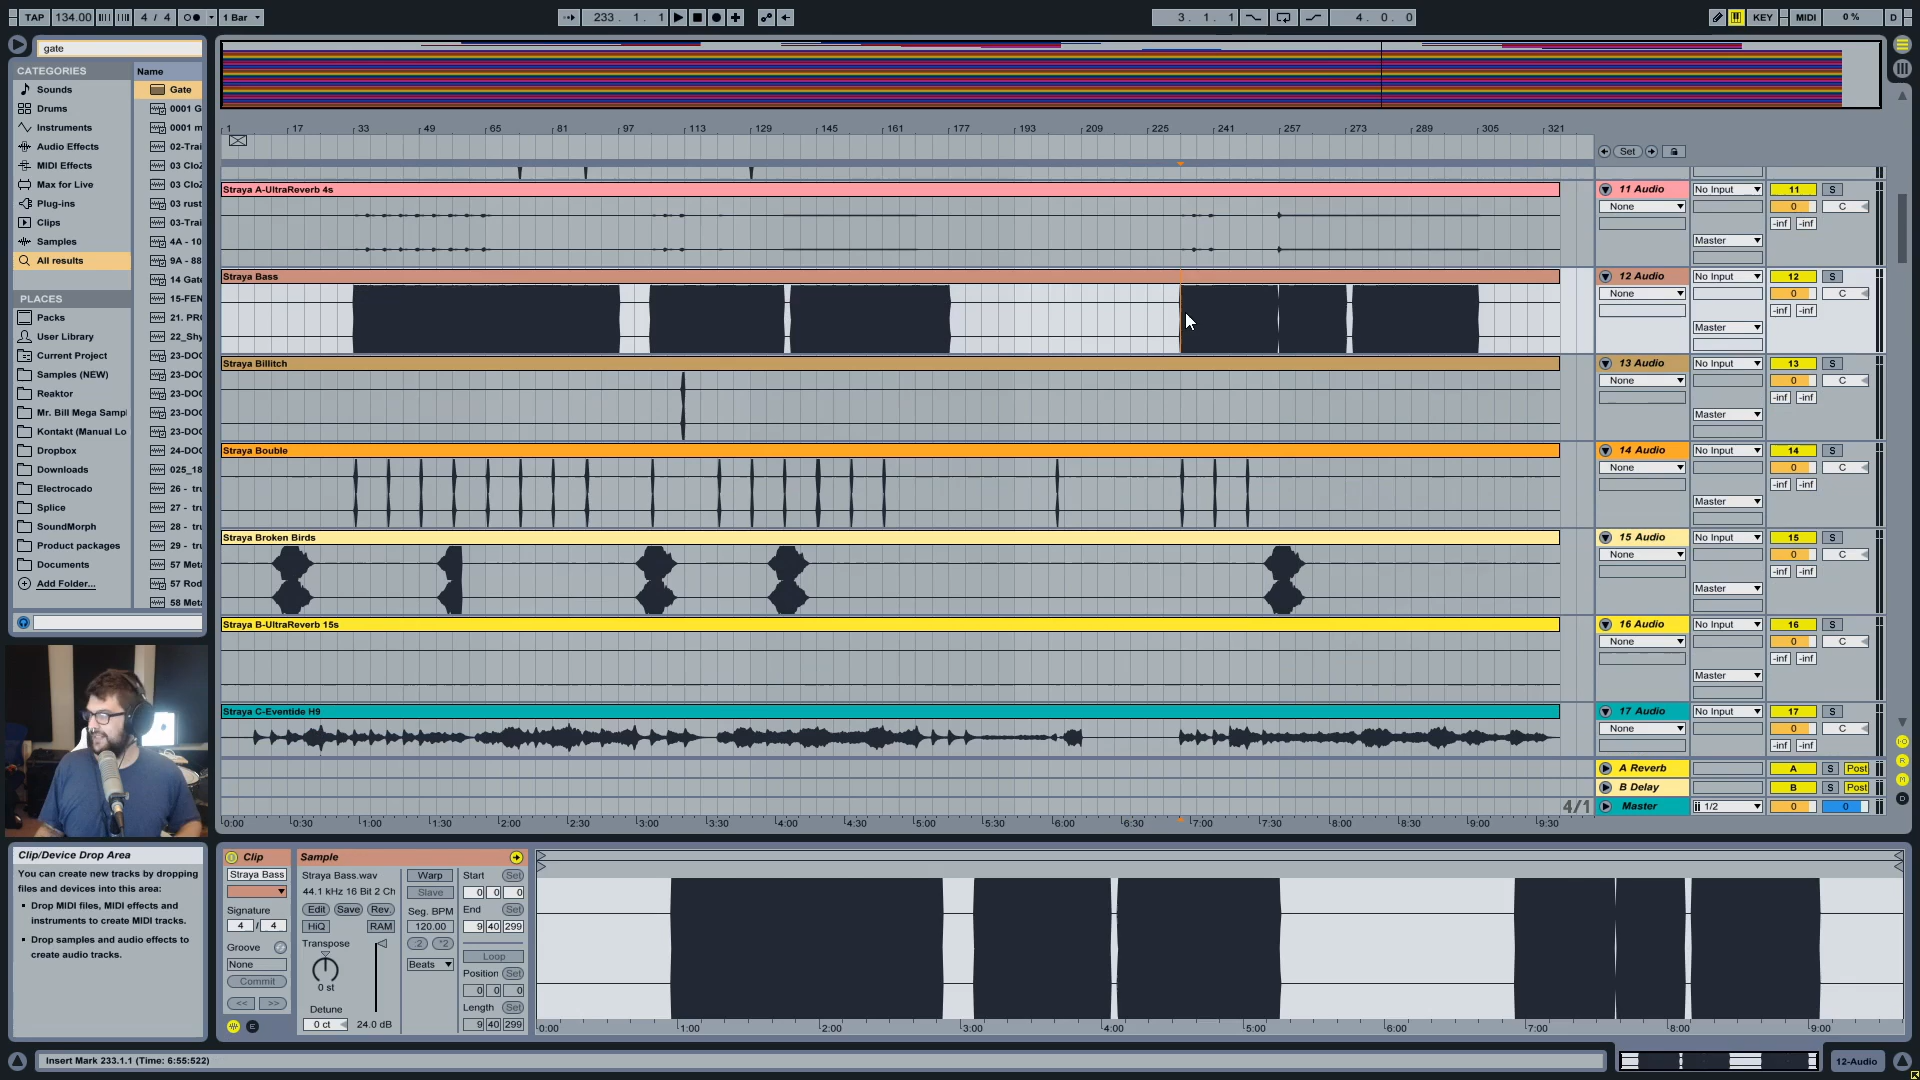 TAP 134.00 4 / 4 1 Bar 233 . 1 . 1 3 . 1 . 1 4 . 0 . 0 KEY MIDI 0 % D
gate
CATEGORIES
Sounds
Drums
Instruments
Audio Effects
MIDI Effects
Max for Live
Plug-ins
Clips
Samples
All results
PLACES
Packs
User Library
Current Project
Samples (NEW)
Reaktor
Mr. Bill Mega Sampl
Kontakt (Manual Lo
Dropbox
Downloads
Electrocado
Splice
SoundMorph
Product packages
Documents
Add Folder...
Name
Gate
0001 G
0001 m
02-Trai
03 CloZ
03 CloZ
03 rust
03-Trai
4A - 10
9A - 88
14 Gate
15-FEN
21. PRO
22_Shy
23-DOC
23-DOC
23-DOC
23-DOC
23-DOC
24-DOC
025_18
26 - tru
27 - tru
28 - tru
29 - tru
57 Meta
57 Rod
58 Meta
1 17 33 49 65 81 97 113 129 145 161 177 193 209 225 241 257 273 289 305 321
Set
Straya A-UltraReverb 4s
11 Audio No Input 11 S
None 0 C
-inf -inf
Master
Straya Bass
12 Audio No Input 12 S
None 0 C
-inf -inf
Master
Straya Billitch
13 Audio No Input 13 S
None 0 C
-inf -inf
Master
Straya Bouble
14 Audio No Input 14 S
None 0 C
-inf -inf
Master
Straya Broken Birds
15 Audio No Input 15 S
None 0 C
-inf -inf
Master
Straya B-UltraReverb 15s
16 Audio No Input 16 S
None 0 C
-inf -inf
Master
Straya C-Eventide H9
17 Audio No Input 17 S
None 0 C
-inf -inf
A Reverb A S Post
B Delay B S Post
4/1 Master 1/2 0 0
0:00 0:30 1:00 1:30 2:00 2:30 3:00 3:30 4:00 4:30 5:00 5:30 6:00 6:30 7:00 7:30 8:00 8:30 9:00 9:30
Clip/Device Drop Area
You can create new tracks by dropping
files and devices into this area:
Drop MIDI files, MIDI effects and
instruments to create MIDI tracks.
Drop samples and audio effects to
create audio tracks.
Clip
Straya Bass
Signature
4 / 4
Groove
None
Commit
<< >>
E
Sample
Straya Bass.wav
44.1 kHz 16 Bit 2 Ch
Edit Save Rev.
HiQ RAM
Transpose
0 st
Detune
0 ct 24.0 dB
Warp
Slave
Seg. BPM
120.00
:2 *2
Beats
Start Set
0 0 0
End Set
9 40 299
Loop
Position Set
0 0 0
Length Set
9 40 299
0:00 1:00 2:00 3:00 4:00 5:00 6:00 7:00 8:00 9:00
Insert Mark 233.1.1 (Time: 6:55:522)
12-Audio